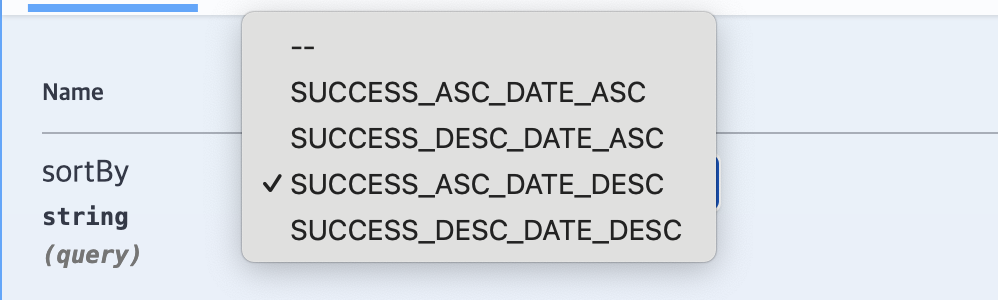 --
Name
SUCCESS_ASC_DATE_ASC
SUCCESS_DESC_DATE_ASC
sortBy
SUCCESS_ASC_DATE_DESC
string
SUCCESS_DESC_DATE_DESC
(query)